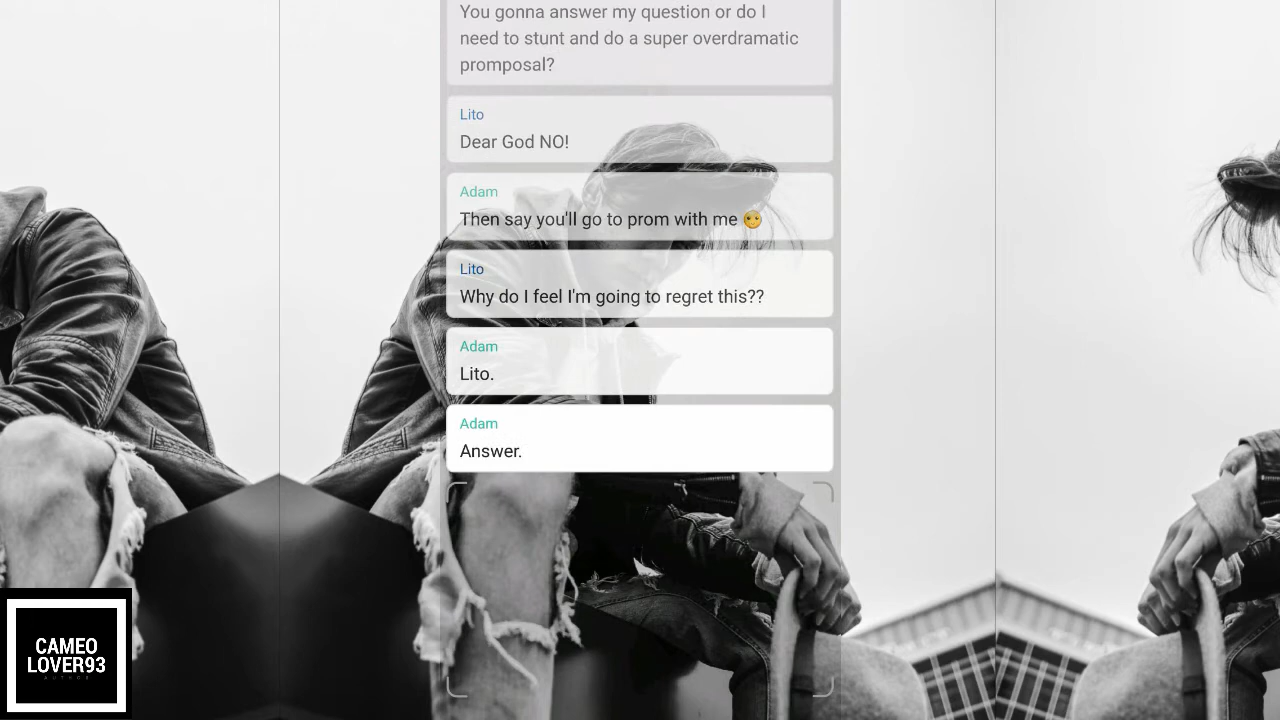 You gonna answer my question or do I
need to stunt and do a super overdramatic
promposal?
Lito
Dear God NO!
Adam
Then say you'll go to prom with me 😳
Lito
Why do I feel I'm going to regret this??
Adam
Lito.
Adam
Answer.
CAMEO
LOVER93
AUTHOR